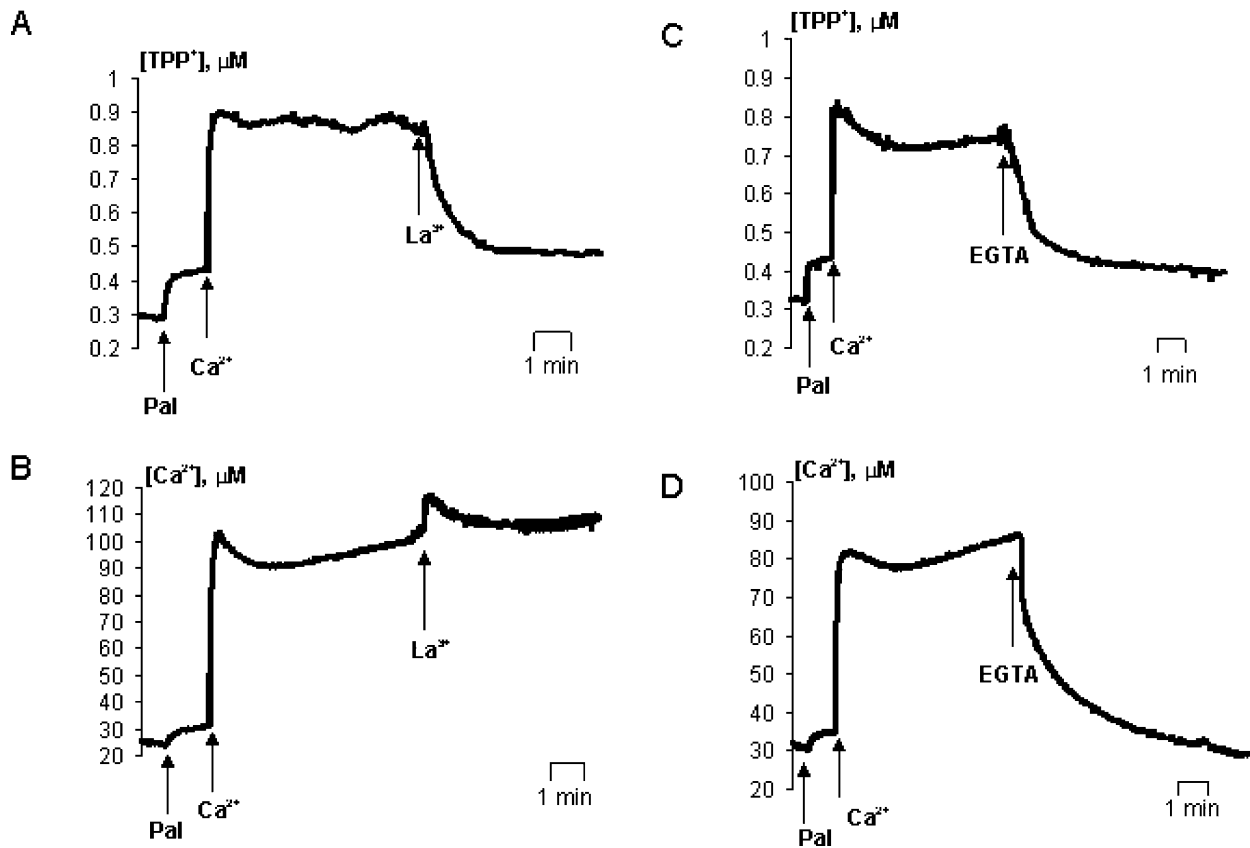 A
[TPP⁺], μM
1
0.9
0.8
0.7
0.6
0.5
0.4
0.3
0.2
La³⁺
Ca²⁺
Pal
1 min
C
[TPP⁺], μM
1
0.9
0.8
0.7
0.6
0.5
0.4
0.3
0.2
EGTA
Ca²⁺
Pal
1 min
B
[Ca²⁺], μM
120
110
100
90
80
70
60
50
40
30
20
La³⁺
Ca²⁺
Pal
1 min
D
[Ca²⁺], μM
100
90
80
70
60
50
40
30
20
EGTA
Ca²⁺
Pal
1 min